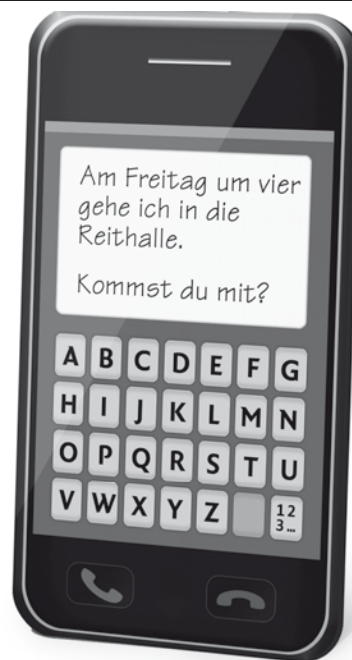 Am Freitag um vier
gehe ich in die
Reithalle.
Kommst du mit?
A B C D E F G
H I J K L M N
O P Q R S T U
V W X Y Z 12
3...